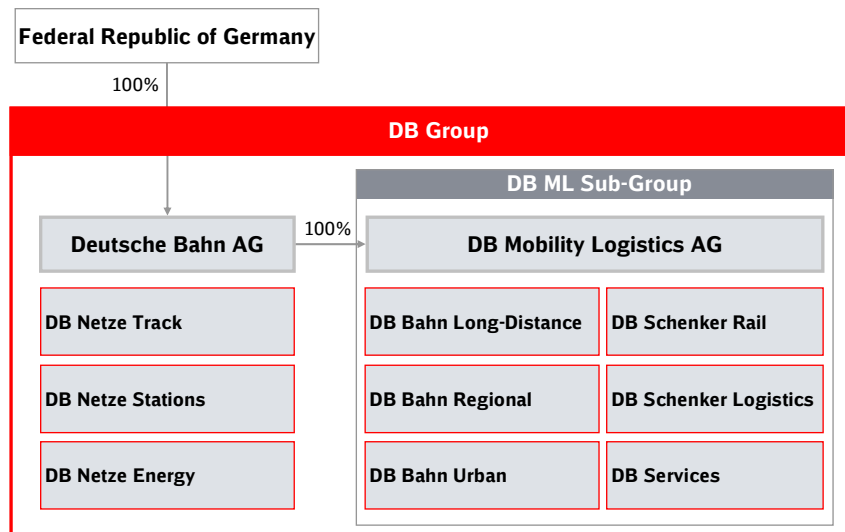 Federal Republic of Germany
100%
DB Group
DB ML Sub-Group
Deutsche Bahn AG
100%
DB Mobility Logistics AG
DB Netze Track
DB Netze Stations
DB Netze Energy
DB Bahn Long-Distance
DB Bahn Regional
DB Bahn Urban
DB Schenker Rail
DB Schenker Logistics
DB Services